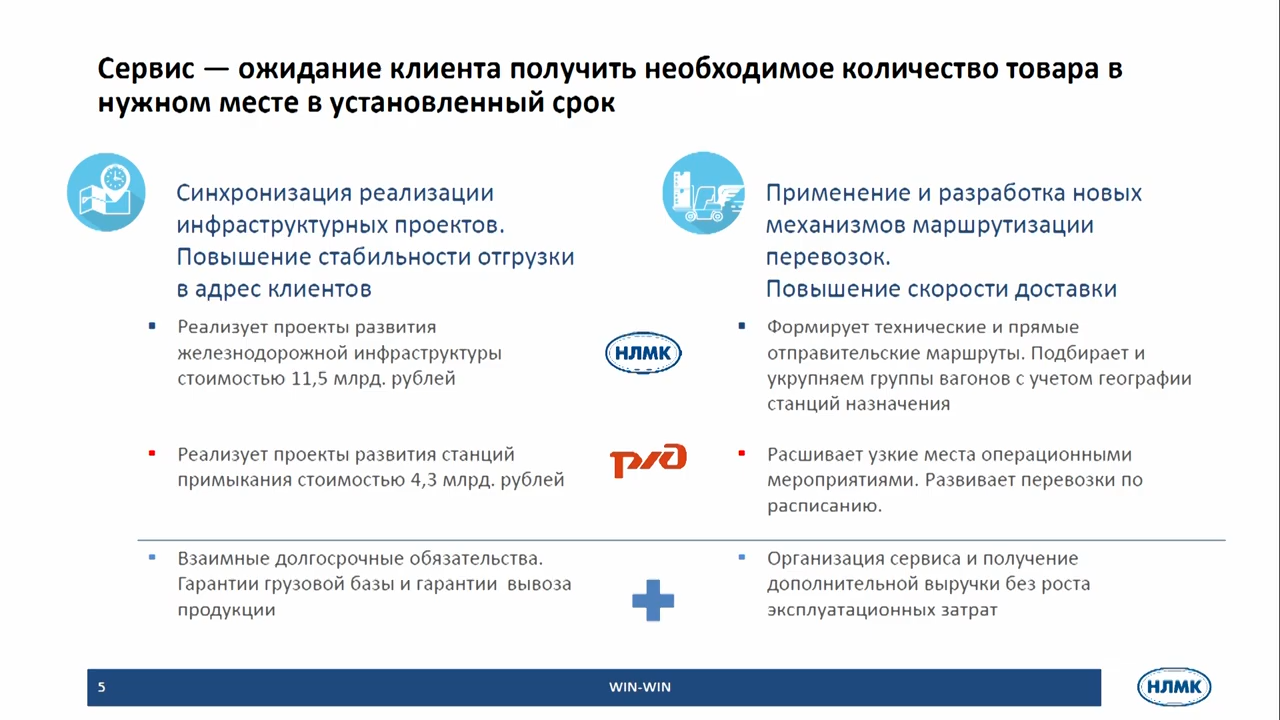 Сервис — ожидание клиента получить необходимое количество товара в
нужном месте в установленный срок
Синхронизация реализации
инфраструктурных проектов.
Повышение стабильности отгрузки
в адрес клиентов
Применение и разработка новых
механизмов маршрутизации
перевозок.
Повышение скорости доставки
▪ Реализует проекты развития
железнодорожной инфраструктуры
стоимостью 11,5 млрд. рублей
НЛМК
▪ Формирует технические и прямые
отправительские маршруты. Подбирает и
укрупняем группы вагонов с учетом географии
станций назначения
▪ Реализует проекты развития станций
примыкания стоимостью 4,3 млрд. рублей
ржд
▪ Расшивает узкие места операционными
мероприятиями. Развивает перевозки по
расписанию.
▪ Взаимные долгосрочные обязательства.
Гарантии грузовой базы и гарантии вывоза
продукции
▪ Организация сервиса и получение
дополнительной выручки без роста
эксплуатационных затрат
5
WIN-WIN
НЛМК